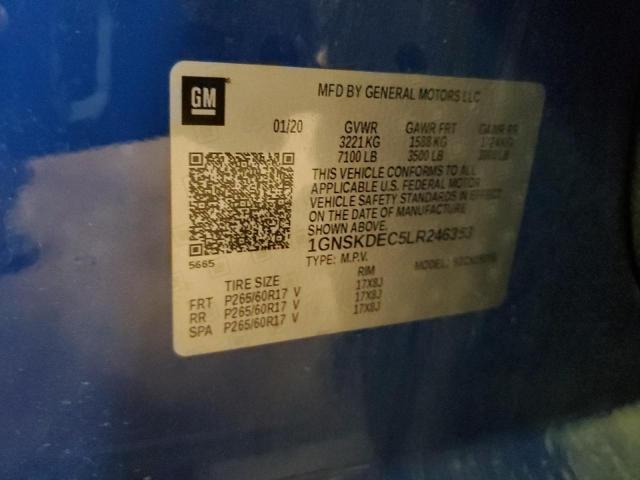 GM
MFD BY GENERAL MOTORS LLC
01/20 GVWR GAWR FRT GAWR RR
3221 KG 1588 KG
7100 LB 3500 LB
THIS VEHICLE CONFORMS TO ALL
APPLICABLE U.S. FEDERAL MOTOR
VEHICLE SAFETY STANDARDS IN EFFECT
ON THE DATE OF MANUFACTURE
SHOWN ABOVE.
1GNSKDEC5LR246353
5665
TYPE: M.P.V. MODEL:
TIRE SIZE RIM
FRT P265/60R17 V 17X8J
RR P265/60R17 V 17X8J
SPA P265/60R17 V 17X8J